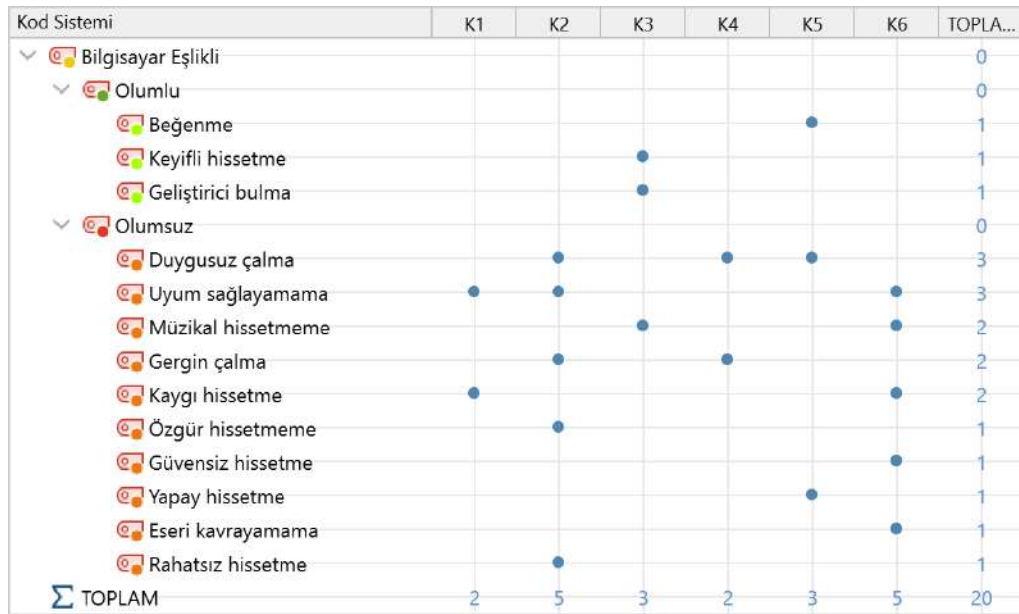 Kod Sistemi K1 K2 K3 K4 K5 K6 TOPLA...
Bilgisayar Eşlikli 0
Olumlu 0
Beğenme 1
Keyifli hissetme 1
Geliştirici bulma 1
Olumsuz 0
Duygusuz çalma 3
Uyum sağlayamama 3
Müzikal hissetmeme 2
Gergin çalma 2
Kaygı hissetme 2
Özgür hissetmeme 1
Güvensiz hissetme 1
Yapay hissetme 1
Eseri kavrayamama 1
Rahatsız hissetme 1
Σ TOPLAM 2 5 3 2 3 5 20